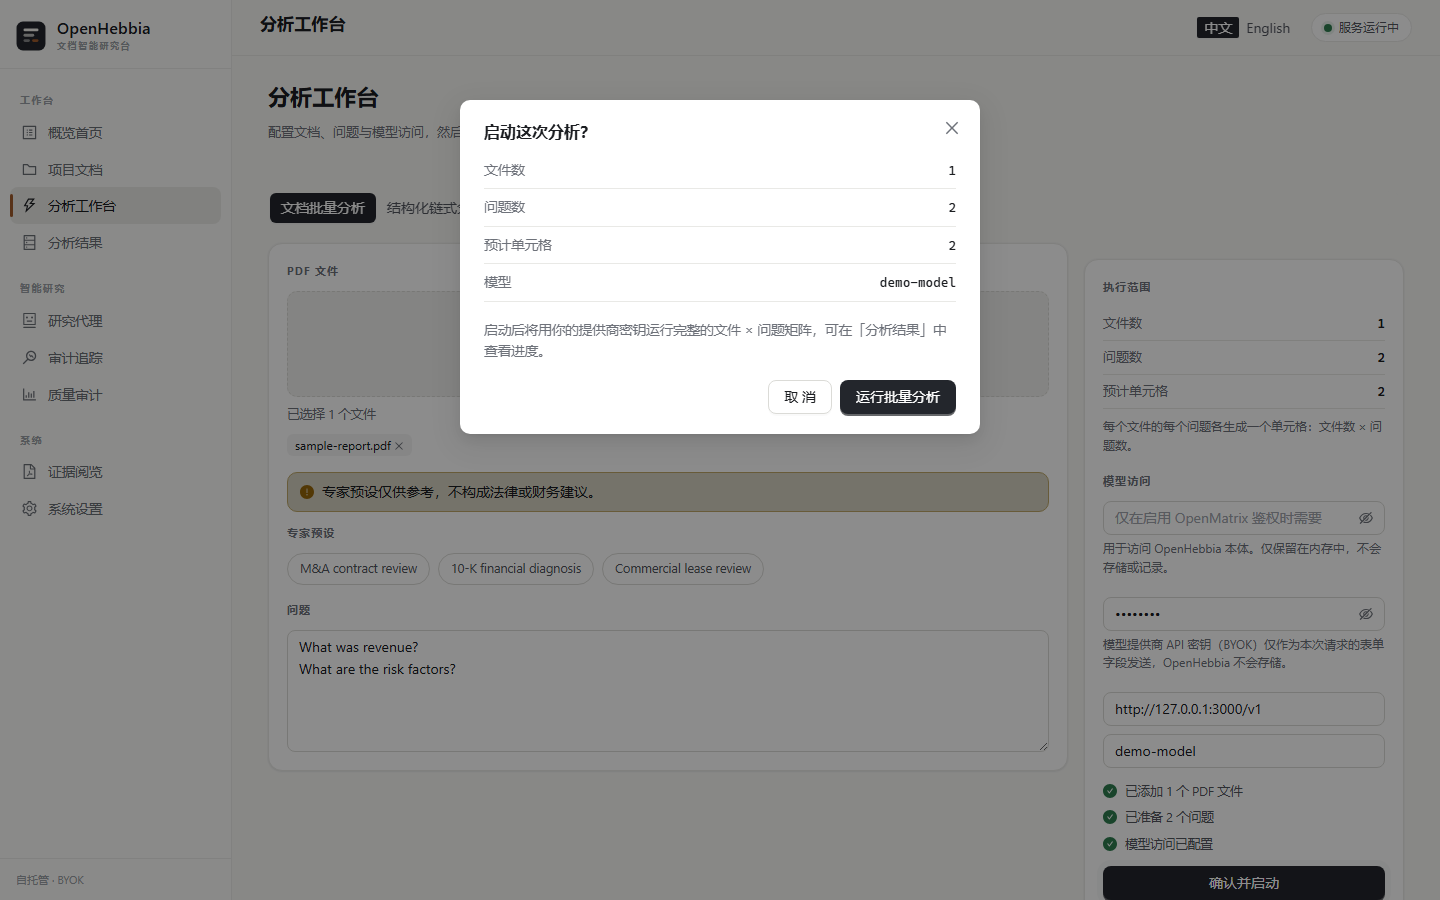 OpenHebbia
文档智能研究台
工作台
概览首页
项目文档
分析工作台
分析结果
智能研究
研究代理
审计追踪
质量审计
系统
证据阅览
系统设置
自托管 · BYOK
分析工作台
中文 English
服务运行中
分析工作台
配置文档、问题与模型访问，然后
文档批量分析
结构化链式
PDF 文件
已选择 1 个文件
sample-report.pdf
专家预设仅供参考，不构成法律或财务建议。
专家预设
M&A contract review
10-K financial diagnosis
Commercial lease review
问题
What was revenue?
What are the risk factors?
启动这次分析?
文件数 1
问题数 2
预计单元格 2
模型 demo-model
启动后将用你的提供商密钥运行完整的文件 × 问题矩阵，可在「分析结果」中
查看进度。
取 消
运行批量分析
执行范围
文件数 1
问题数 2
预计单元格 2
每个文件的每个问题各生成一个单元格：文件数 × 问
题数。
模型访问
仅在启用 OpenMatrix 鉴权时需要
用于访问 OpenHebbia 本体。仅保留在内存中，不会
存储或记录。
••••••••
模型提供商 API 密钥（BYOK）仅作为本次请求的表单
字段发送，OpenHebbia 不会存储。
http://127.0.0.1:3000/v1
demo-model
已添加 1 个 PDF 文件
已准备 2 个问题
模型访问已配置
确认并启动